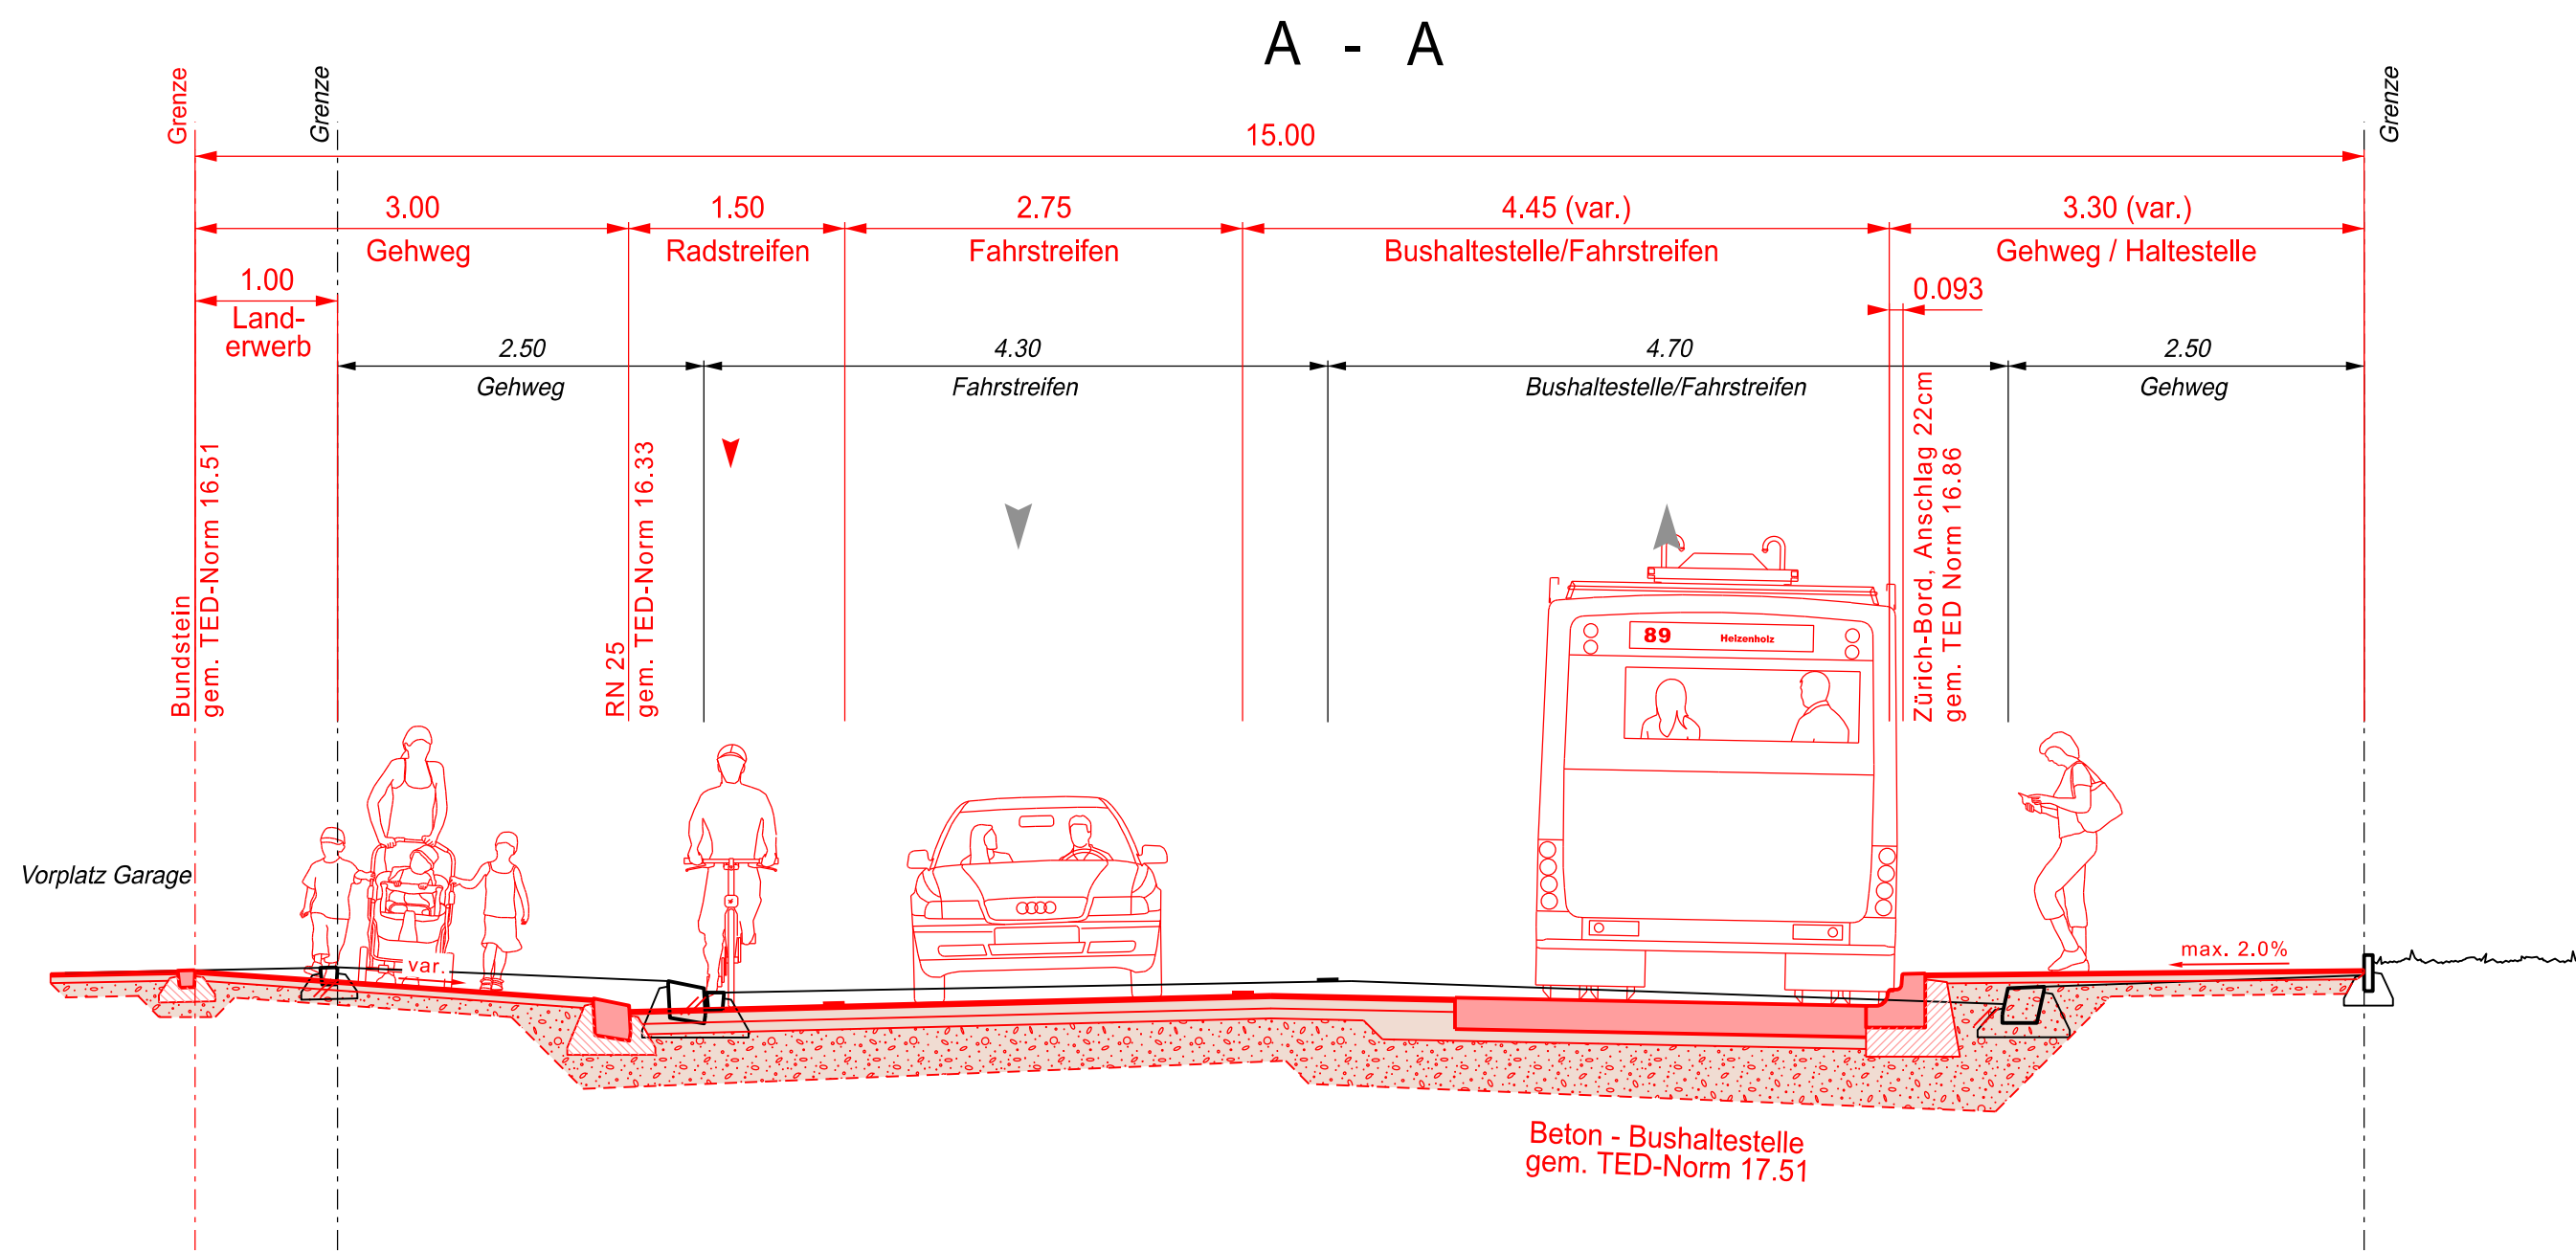 A - A
Grenze
Grenze
Grenze
15.00
3.00
1.50
2.75
4.45 (var.)
3.30 (var.)
Gehweg
Radstreifen
Fahrstreifen
Bushaltestelle/Fahrstreifen
Gehweg / Haltestelle
1.00
Land-
erwerb
0.093
2.50
4.30
4.70
2.50
Gehweg
Fahrstreifen
Bushaltestelle/Fahrstreifen
Gehweg
Bundstein
gem. TED-Norm 16.51
RN 25
gem. TED-Norm 16.33
Zürich-Bord, Anschlag 22cm
gem. TED Norm 16.86
89 Heizenholz
Vorplatz Garage
var.
max. 2.0%
Beton - Bushaltestelle
gem. TED-Norm 17.51